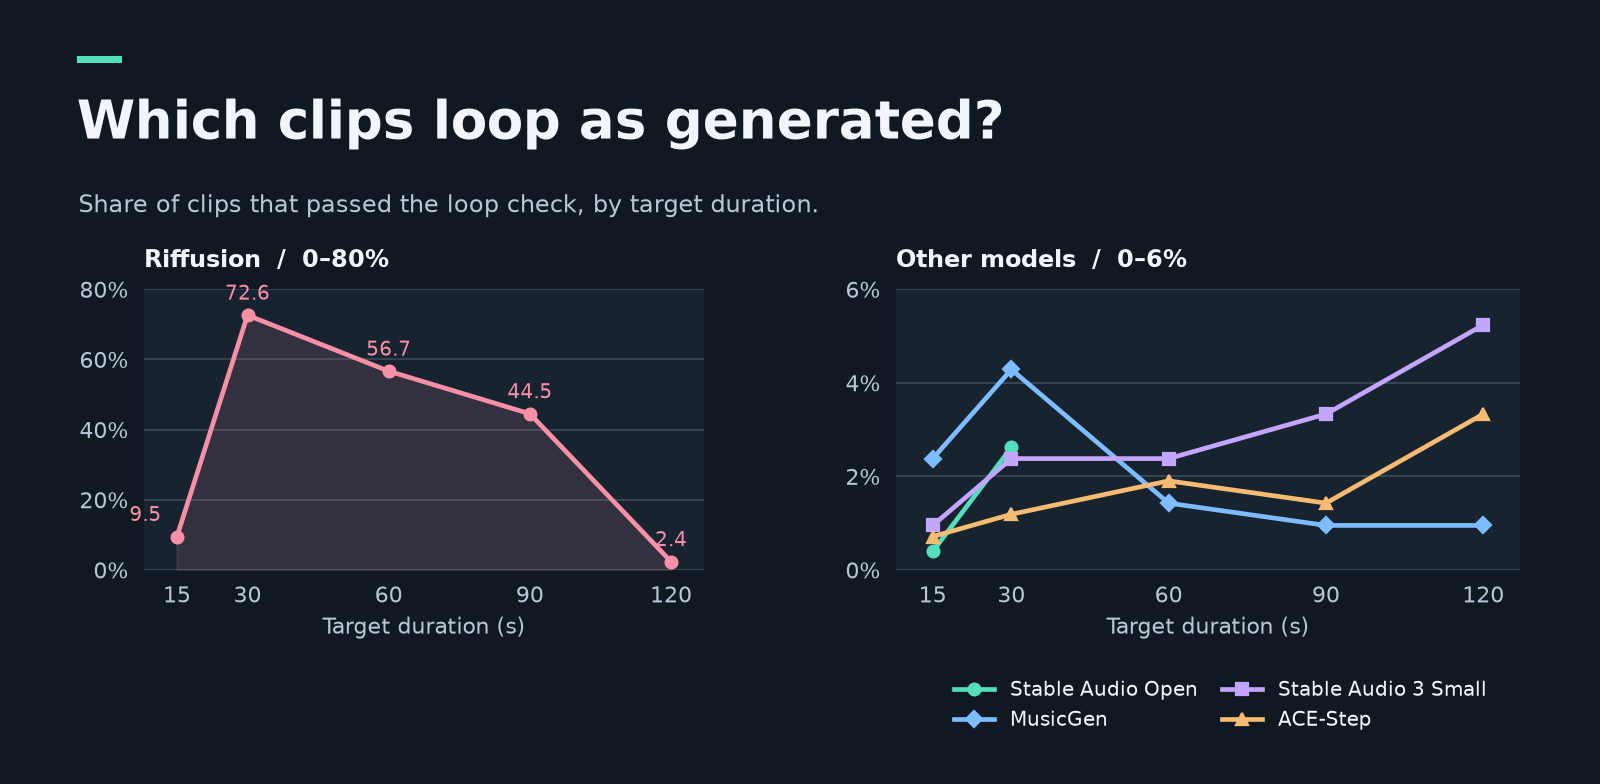 Which clips loop as generated?
Share of clips that passed the loop check, by target duration.
Riffusion / 0–80%
80%
60%
40%
20%
0%
9.5
72.6
56.7
44.5
2.4
15 30 60 90 120
Target duration (s)
Other models / 0–6%
6%
4%
2%
0%
15 30 60 90 120
Target duration (s)
Stable Audio Open Stable Audio 3 Small
MusicGen ACE-Step